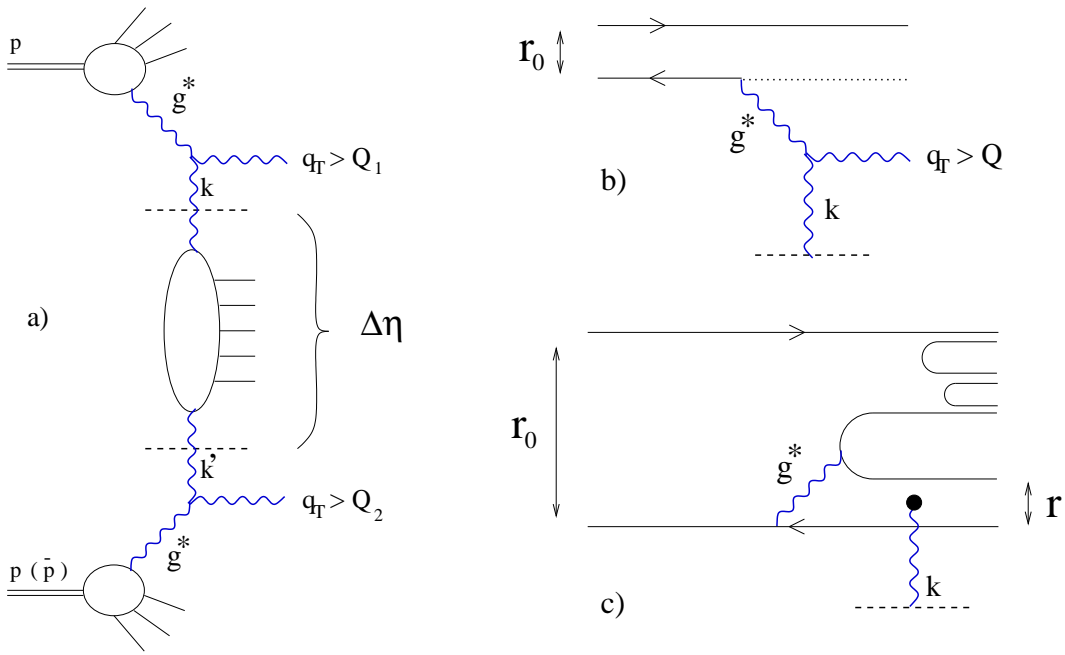 p
g*
q_T > Q_1
k
a)
Δη
k'
q_T > Q_2
g*
p ( p̄ )
r_0
g*
q_T > Q
b)
k
r_0
g*
r
k
c)